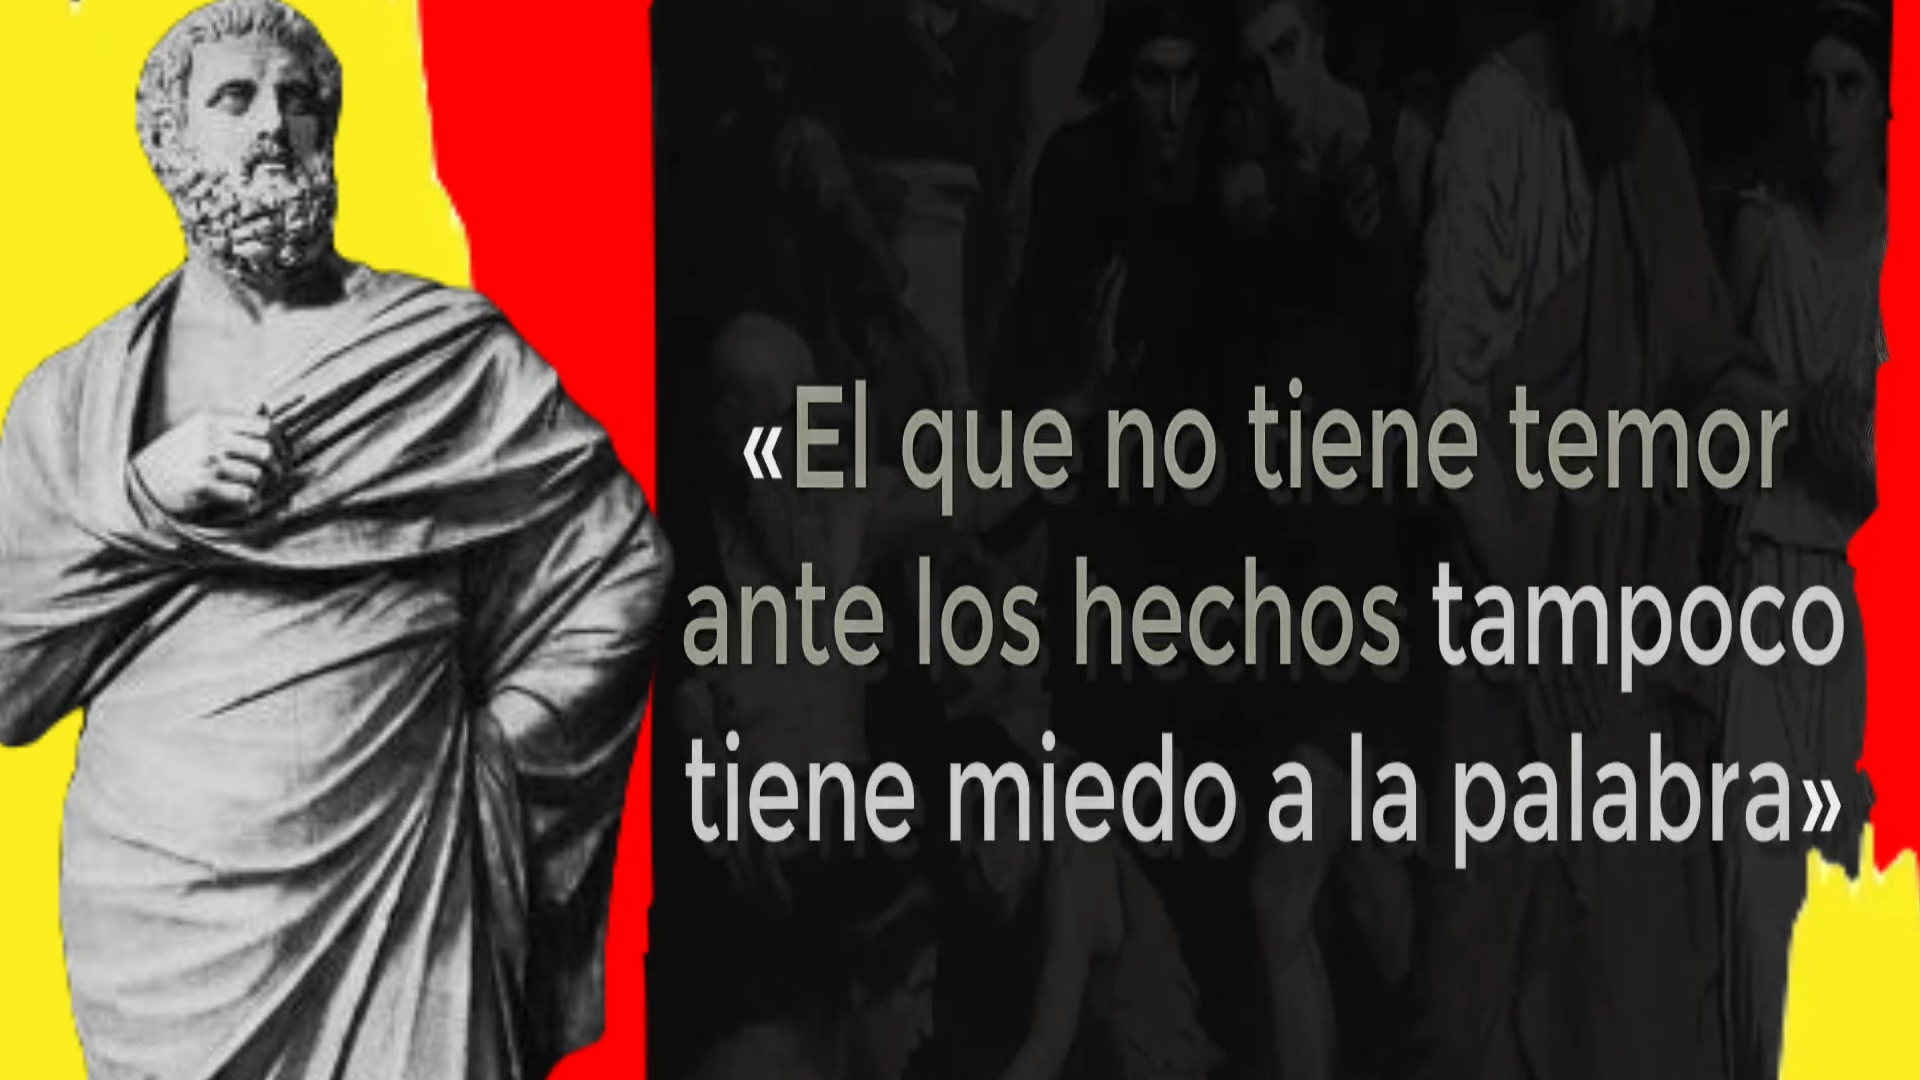 «El que no tiene temor
ante los hechos tampoco
tiene miedo a la palabra»